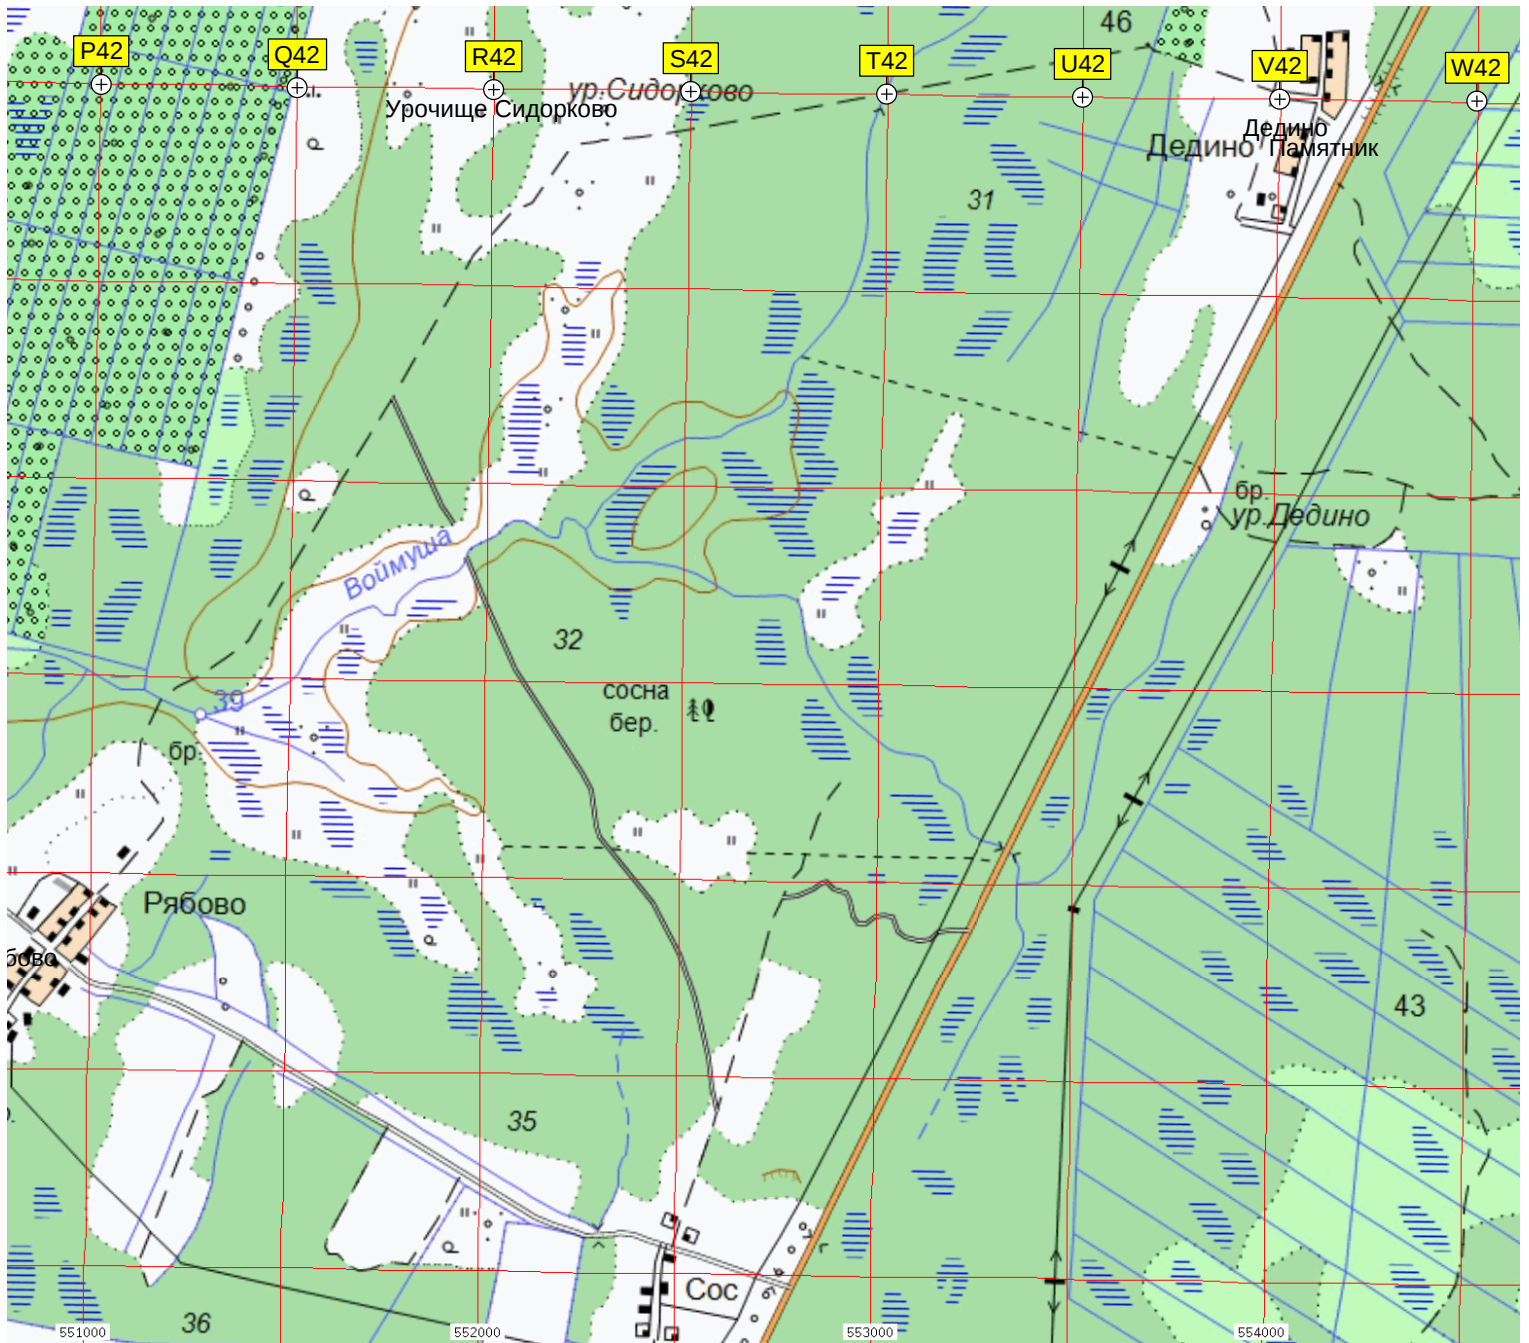 46
P42
Q42
R42
S42
T42
U42
V42
W42
ур.Сидорково
Урочище Сидорково
Дедино
Дедино
Памятник
31
бр.
ур.Дедино
Воймуша
32
сосна
бер.
39
бр.
Рябово
бово
43
35
Сос
36
551000
552000
553000
554000